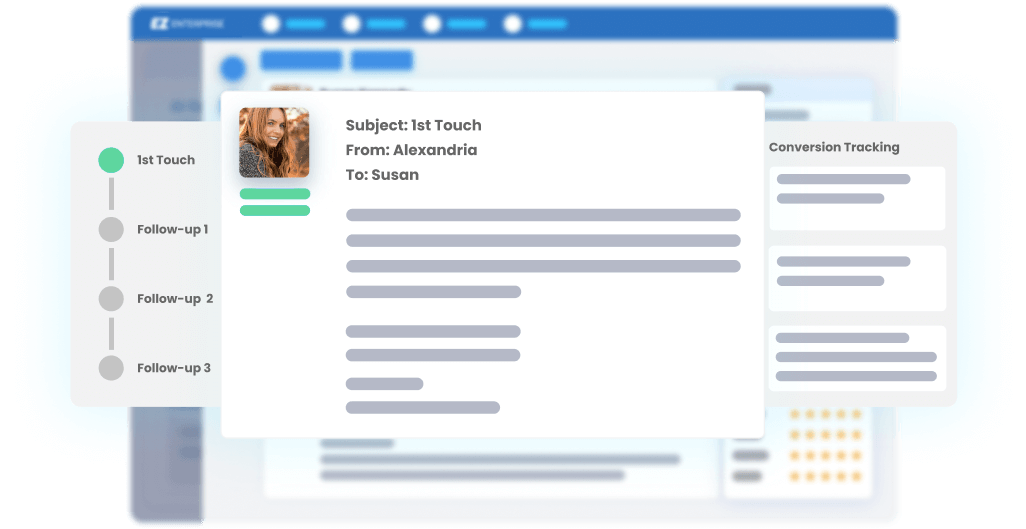 EZ ENTERPRISE
1st Touch
Follow-up 1
Follow-up 2
Follow-up 3
Subject: 1st Touch
From: Alexandria
To: Susan
Conversion Tracking